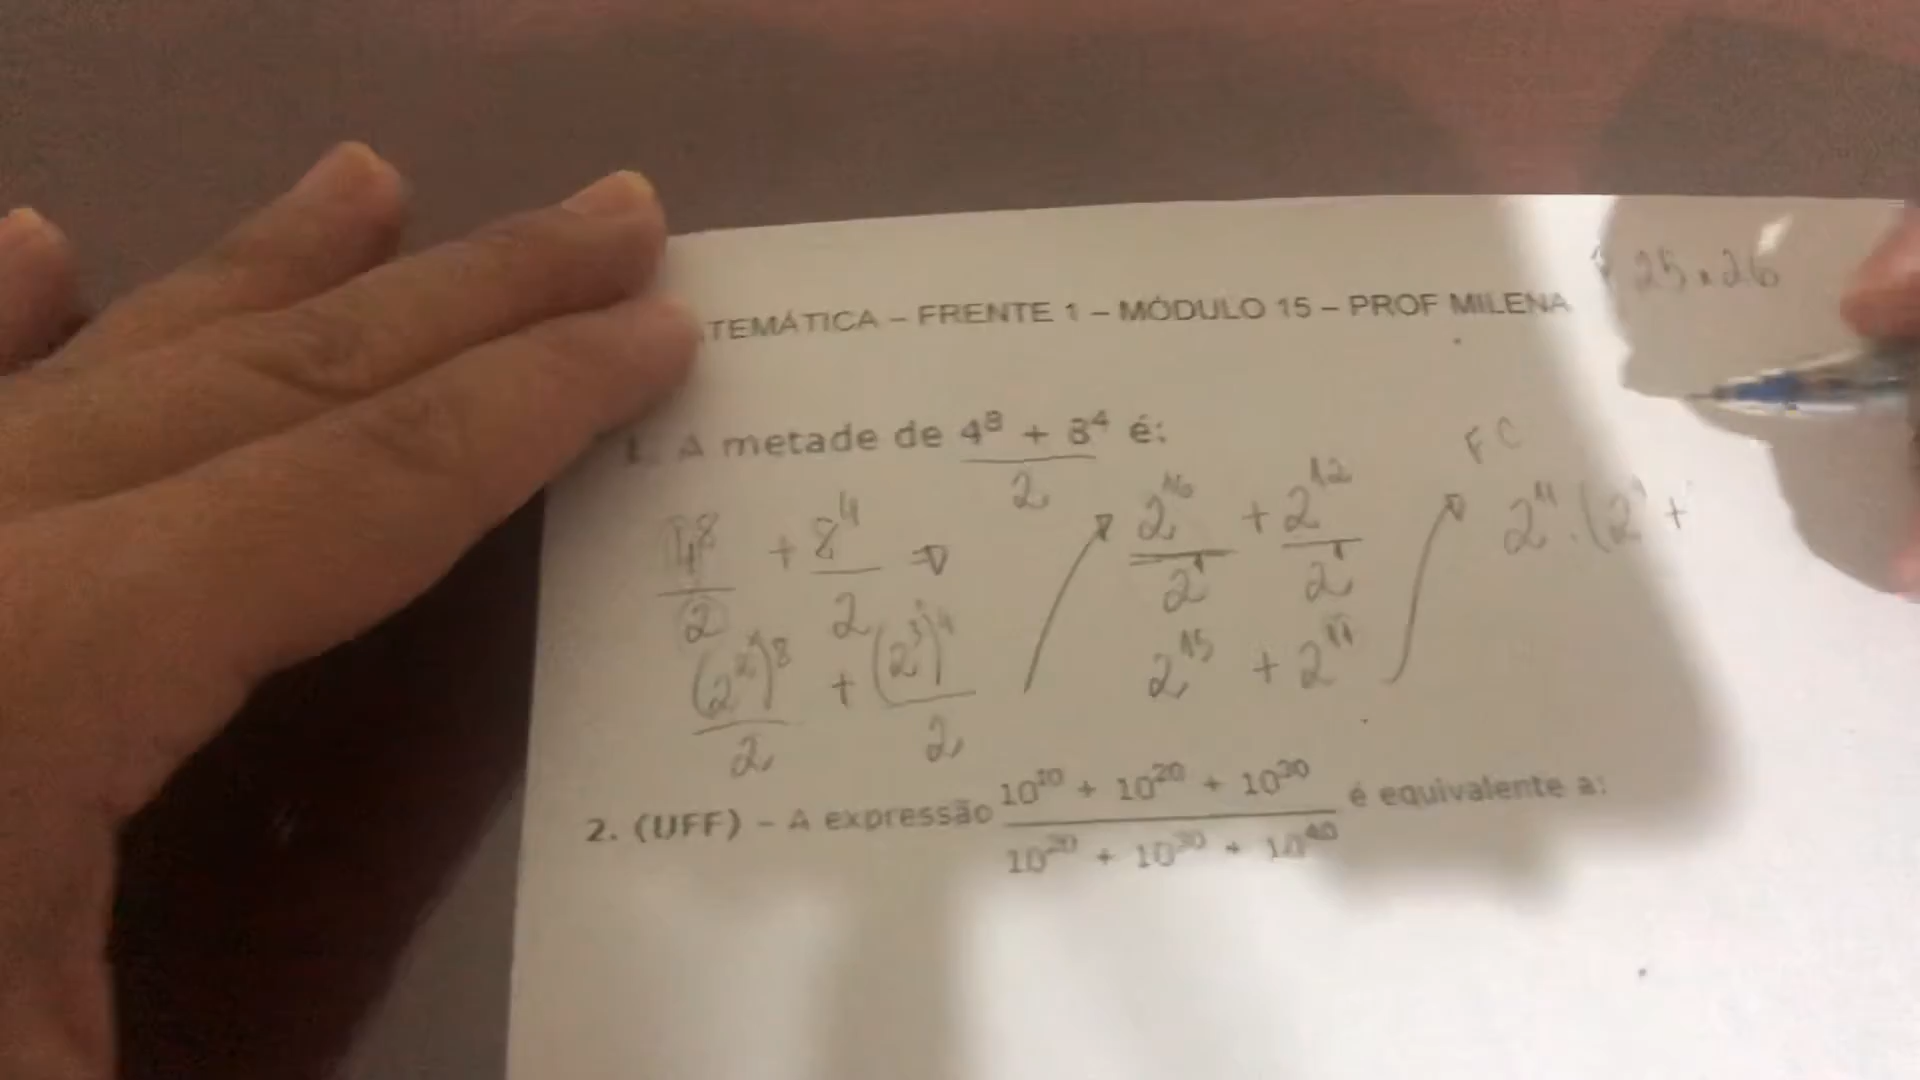 25.26
TEMÁTICA – FRENTE 1 – MÓDULO 15 – PROF MILENA
1. A metade de 4⁸ + 8⁴ é:
2
FC
4⁸/2 + 8⁴/2 ⇒
(2²)⁸/2 + (2³)⁴/2
2¹⁶/2¹ + 2¹²/2¹
2¹⁵ + 2¹¹
2¹¹.(2⁴ +
2. (UFF) – A expressão (10¹⁰ + 10²⁰ + 10³⁰)/(10²⁰ + 10³⁰ + 10⁴⁰) é equivalente a: